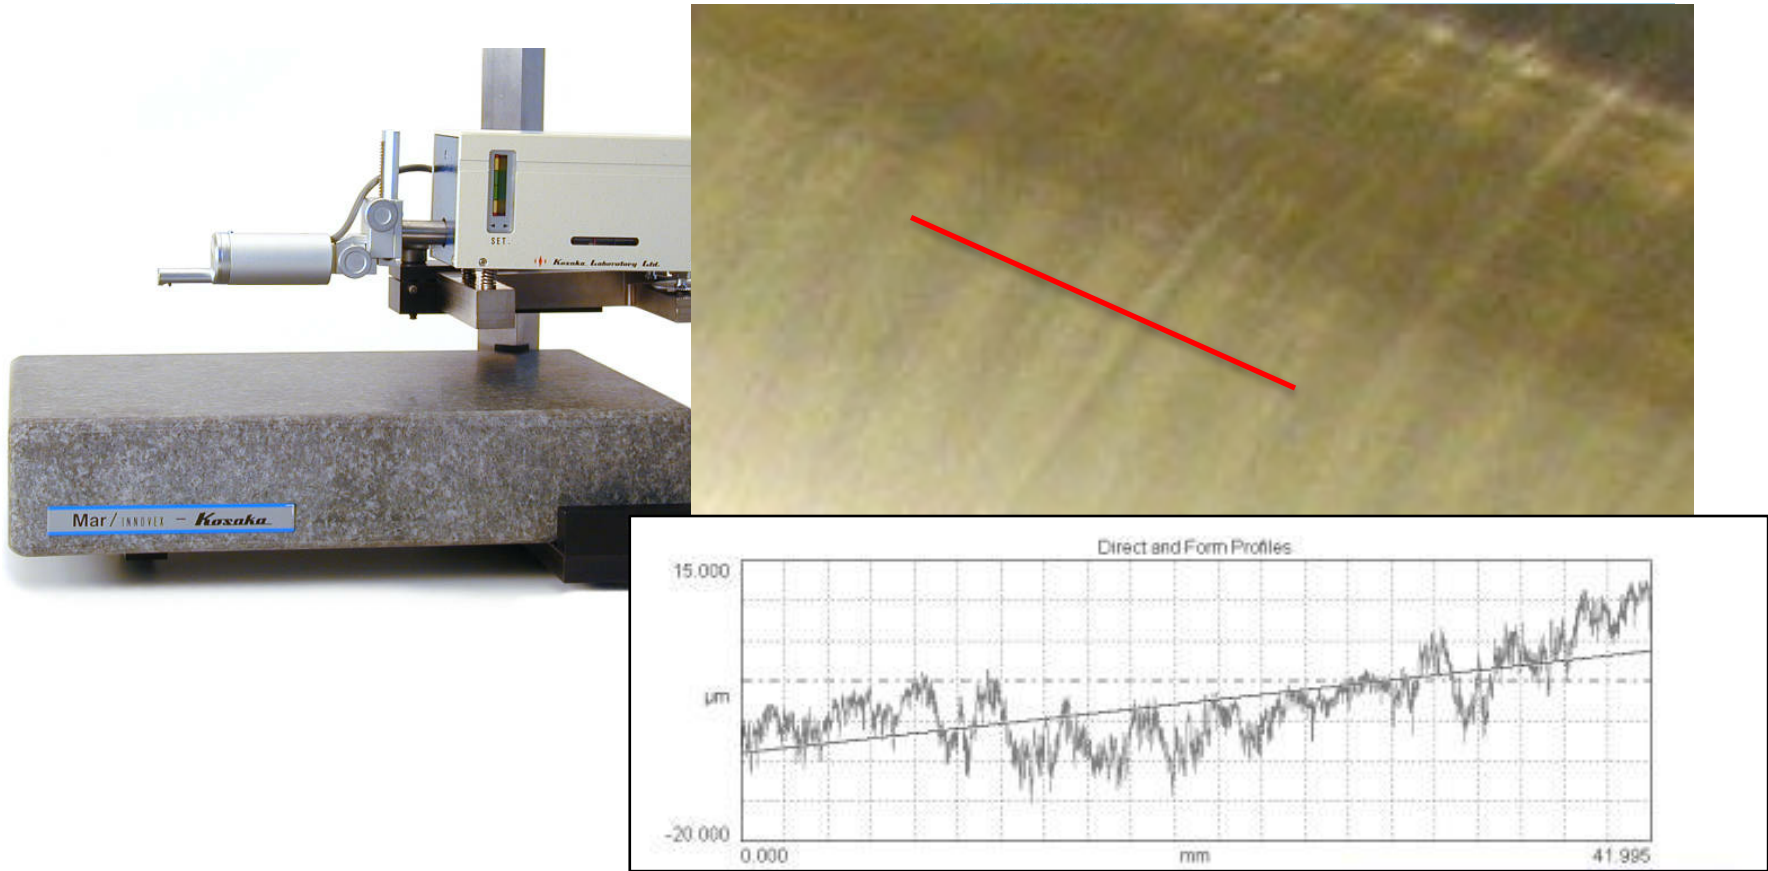 SET.
Kosaka Laboratory Ltd.
Mar/INNOVEX - Kosaka
Direct and Form Profiles
15.000
µm
-20.000
0.000
mm
41.995